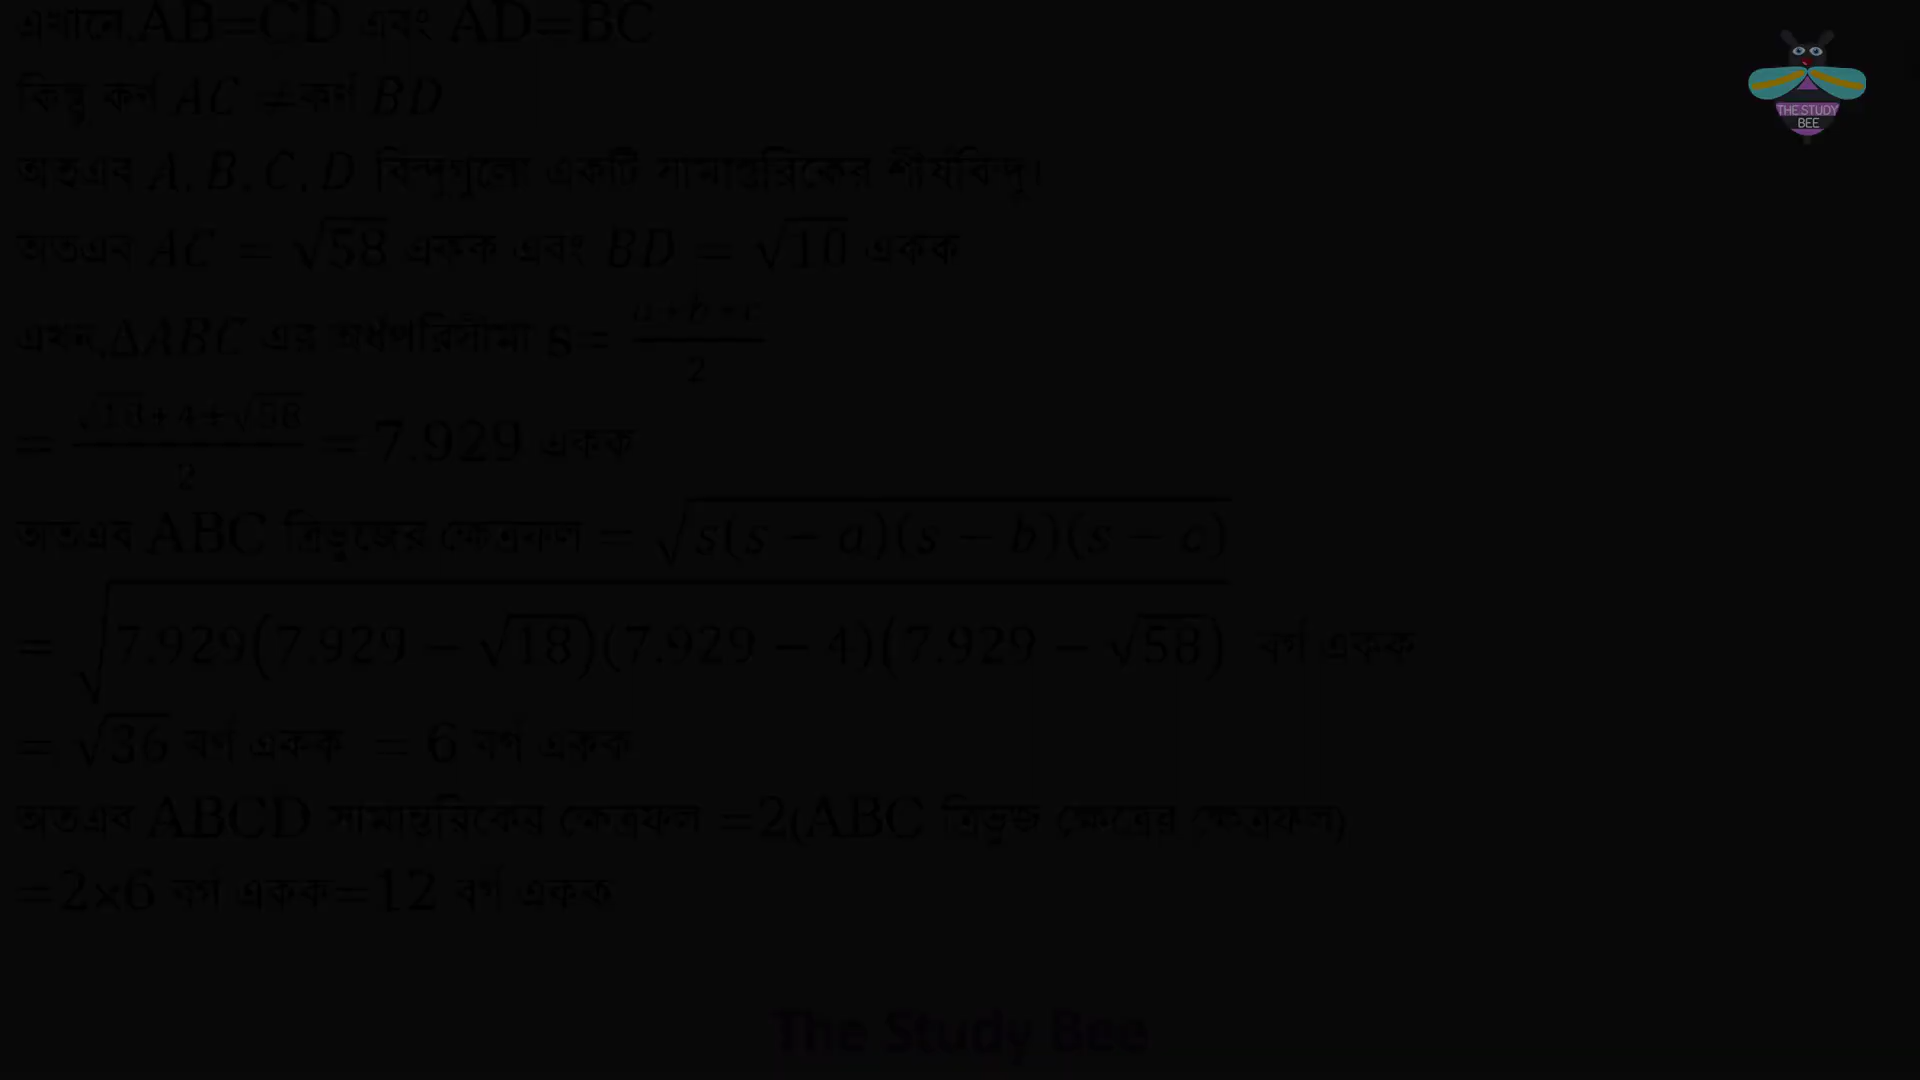 এখানে,AB=CD এবং AD=BC
THE STUDY
BEE
কিন্তু কর্ণ AC ≠কর্ণ BD
অতএব A, B, C, D বিন্দুগুলো একটি সামান্তরিকের শীর্ষবিন্দু।
অতএব AC = √58 একক এবং BD = √10 একক
এখন,ΔABC এর অর্ধপরিসীমা s= (a+b+c)/2
= (√18+4+√58)/2 = 7.929 একক
অতএব ABC ত্রিভুজের ক্ষেত্রফল = √(s(s − a)(s − b)(s − c))
= √(7.929(7.929 − √18)(7.929 − 4)(7.929 − √58)) বর্গ একক
= √36 বর্গ একক = 6 বর্গ একক
অতএব ABCD সামান্তরিকের ক্ষেত্রফল =2(ABC ত্রিভুজ ক্ষেত্রের ক্ষেত্রফল)
=2×6 বর্গ একক=12 বর্গ একক
The Study Bee